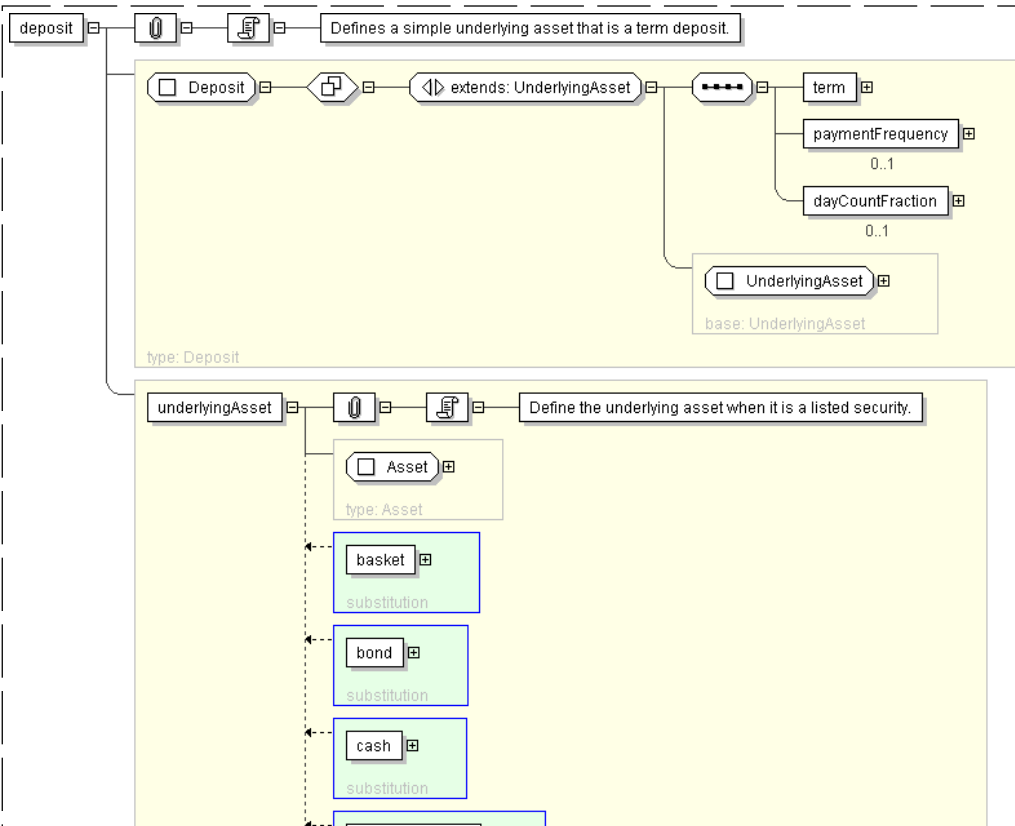 deposit
Defines a simple underlying asset that is a term deposit.
Deposit
extends: UnderlyingAsset
term
paymentFrequency
0..1
dayCountFraction
0..1
UnderlyingAsset
base: UnderlyingAsset
type: Deposit
underlyingAsset
Define the underlying asset when it is a listed security.
Asset
type: Asset
basket
substitution
bond
substitution
cash
substitution